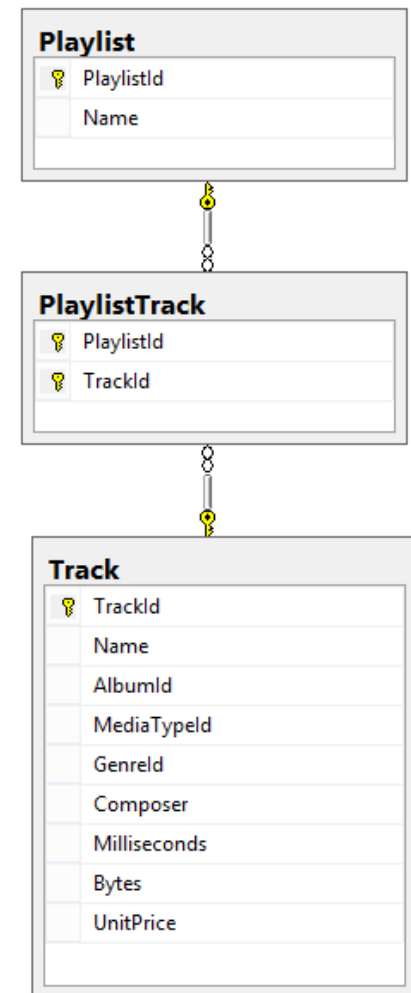 Playlist
PlaylistId
Name
PlaylistTrack
PlaylistId
TrackId
Track
TrackId
Name
AlbumId
MediaTypeId
GenreId
Composer
Milliseconds
Bytes
UnitPrice